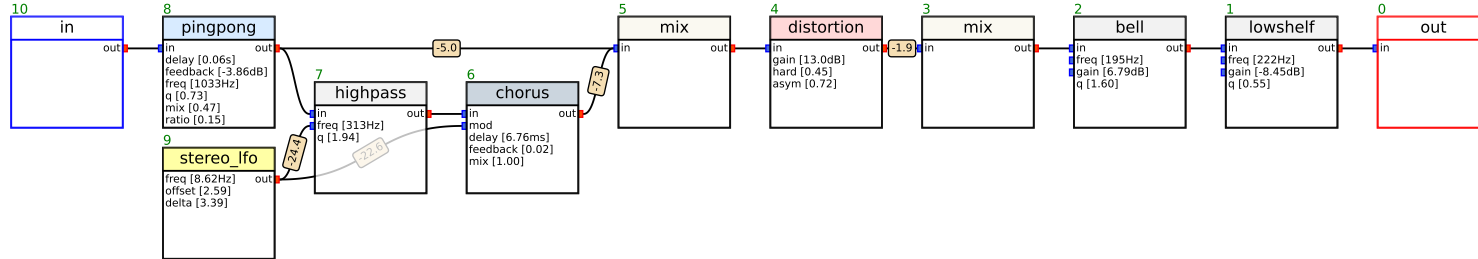 10
in
out
8
pingpong
in out
delay [0.06s]
feedback [-3.86dB]
freq [1033Hz]
q [0.73]
mix [0.47]
ratio [0.15]
9
stereo_lfo
freq [8.62Hz] out
offset [2.59]
delta [3.39]
-5.0
-24.4
-22.6
7
highpass
in out
freq [313Hz]
q [1.94]
6
chorus
in out
mod
delay [6.76ms]
feedback [0.02]
mix [1.00]
-7.3
5
mix
in out
4
distortion
in out
gain [13.0dB]
hard [0.45]
asym [0.72]
-1.9
3
mix
in out
2
bell
in out
freq [195Hz]
gain [6.79dB]
q [1.60]
1
lowshelf
in out
freq [222Hz]
gain [-8.45dB]
q [0.55]
0
out
in